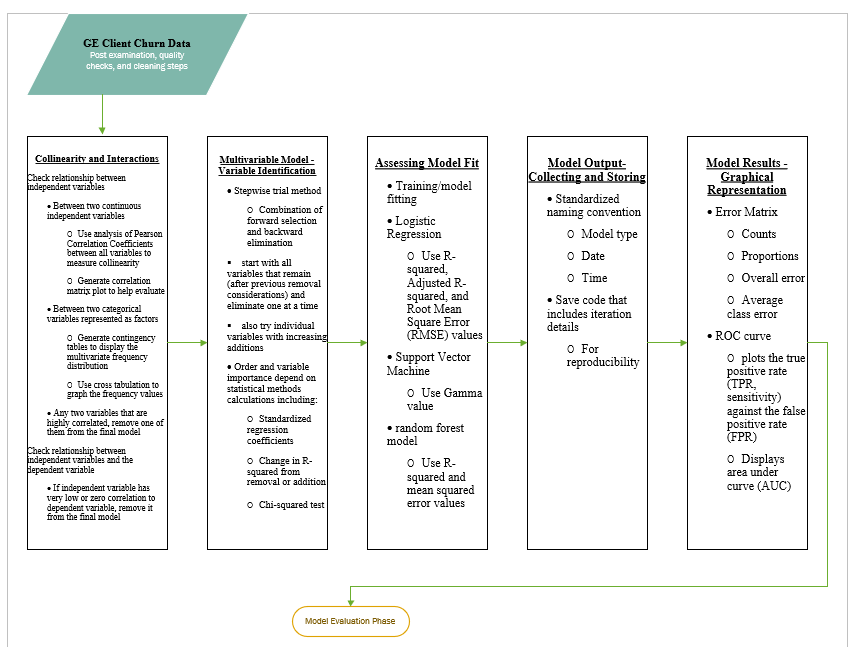 GE Client Churn Data
Post examination, quality
checks, and cleaning steps
Collinearity and Interactions
Check relationship between
independent variables
• Between two continuous
independent variables
O Use analysis of Pearson
Correlation Coefficients
between all variables to
measure collinearity
O Generate correlation
matrix plot to help evaluate
• Between two categorical
variables represented as factors
O Generate contingency
tables to display the
multivariate frequency
distribution
O Use cross tabulation to
graph the frequency values
• Any two variables that are
highly correlated, remove one of
them from the final model
Check relationship between
independent variables and the
dependent variable
• If independent variable has
very low or zero correlation to
dependent variable, remove it
from the final model
Multivariable Model -
Variable Identification
• Stepwise trial method
O Combination of
forward selection
and backward
elimination
▪ start with all
variables that remain
(after previous removal
considerations) and
eliminate one at a time
▪ also try individual
variables with increasing
additions
• Order and variable
importance depend on
statistical methods
calculations including:
O Standardized
regression
coefficients
O Change in R-
squared from
removal or addition
O Chi-squared test
Assessing Model Fit
• Training/model
fitting
• Logistic
Regression
O Use R-
squared,
Adjusted R-
squared, and
Root Mean
Square Error
(RMSE) values
• Support Vector
Machine
O Use Gamma
value
• random forest
model
O Use R-
squared and
mean squared
error values
Model Output-
Collecting and Storing
• Standardized
naming convention
O Model type
O Date
O Time
• Save code that
includes iteration
details
O For
reproducibility
Model Results -
Graphical
Representation
• Error Matrix
O Counts
O Proportions
O Overall error
O Average
class error
• ROC curve
O plots the true
positive rate
(TPR,
sensitivity)
against the false
positive rate
(FPR)
O Displays
area under
curve (AUC)
Model Evaluation Phase